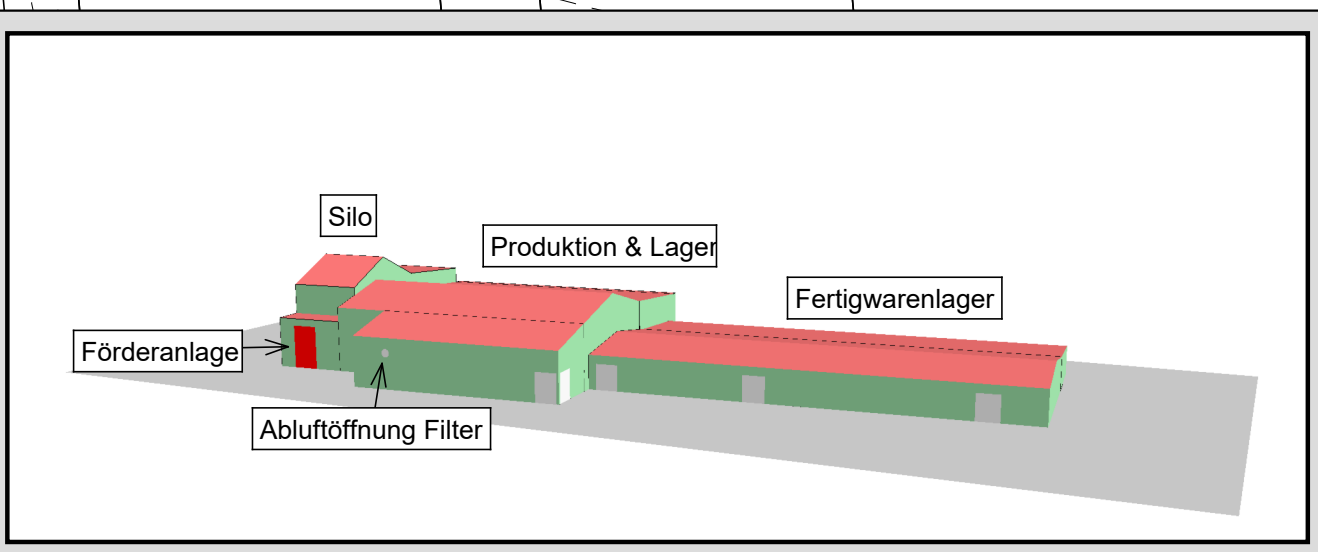 Silo
Produktion & Lager
Fertigwarenlager
Förderanlage
Abluftöffnung Filter